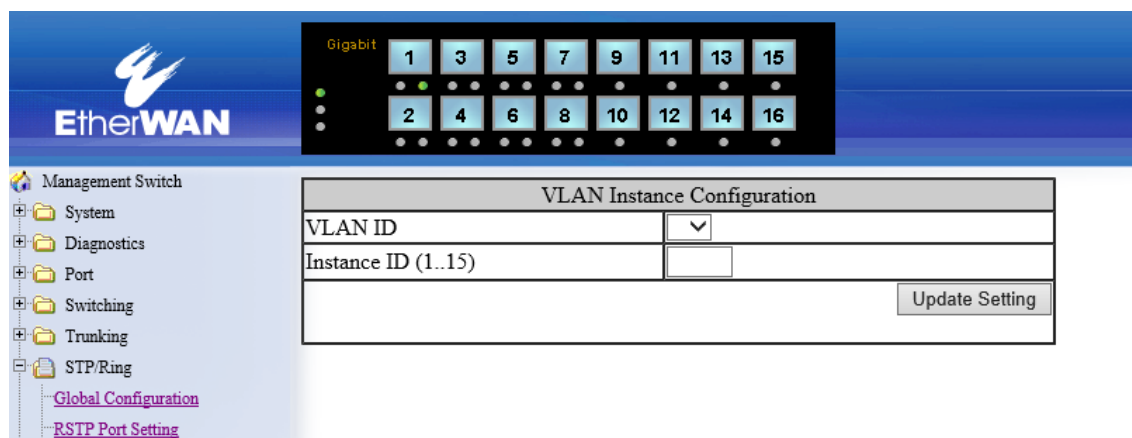 Gigabit 1 3 5 7 9 11 13 15
2 4 6 8 10 12 14 16
EtherWAN
Management Switch
System
Diagnostics
Port
Switching
Trunking
STP/Ring
Global Configuration
RSTP Port Setting
VLAN Instance Configuration
VLAN ID
Instance ID (1..15)
Update Setting